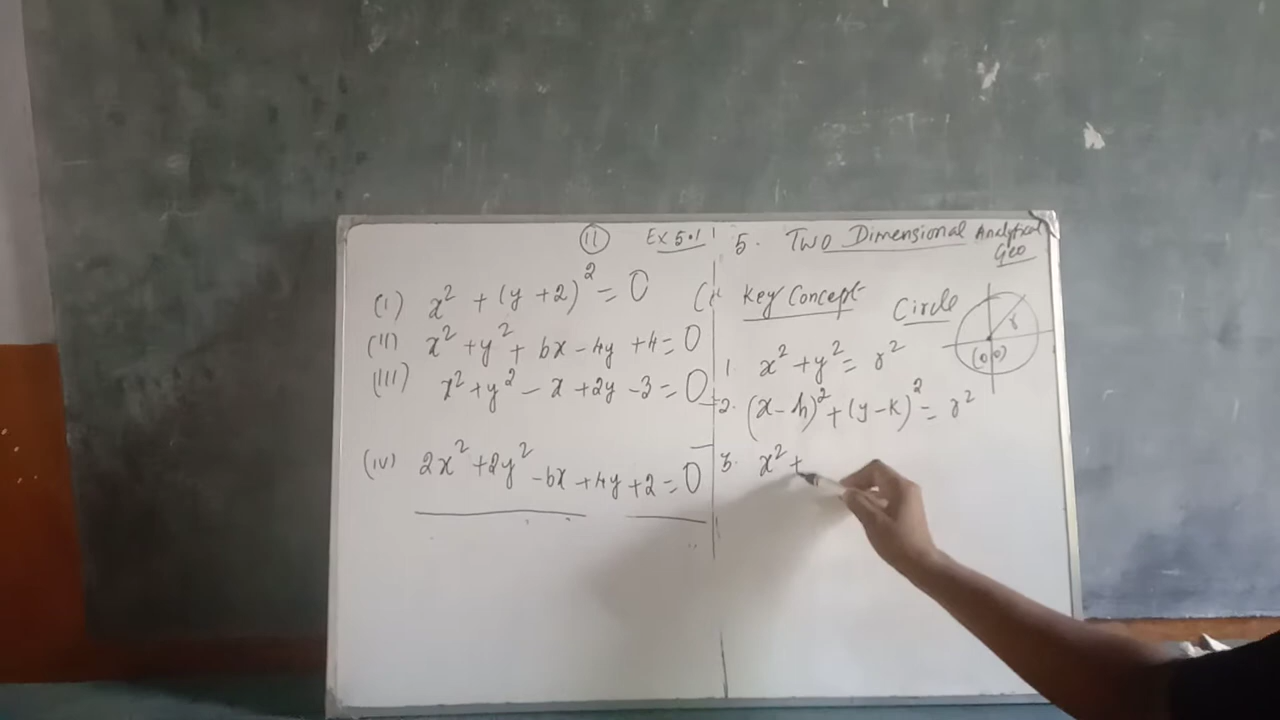 (11) Ex 5.1
(i) x² + (y + 2)² = 0
(ii) x² + y² + 6x - 4y + 4 = 0
(iii) x² + y² - x + 2y - 3 = 0
(iv) 2x² + 2y² - 6x + 4y + 2 = 0
5. Two Dimensional Analytical
Geo
Key Concept Circle
r
(0,0)
1. x² + y² = r²
2. (x - h)² + (y - k)² = r²
3. x² +